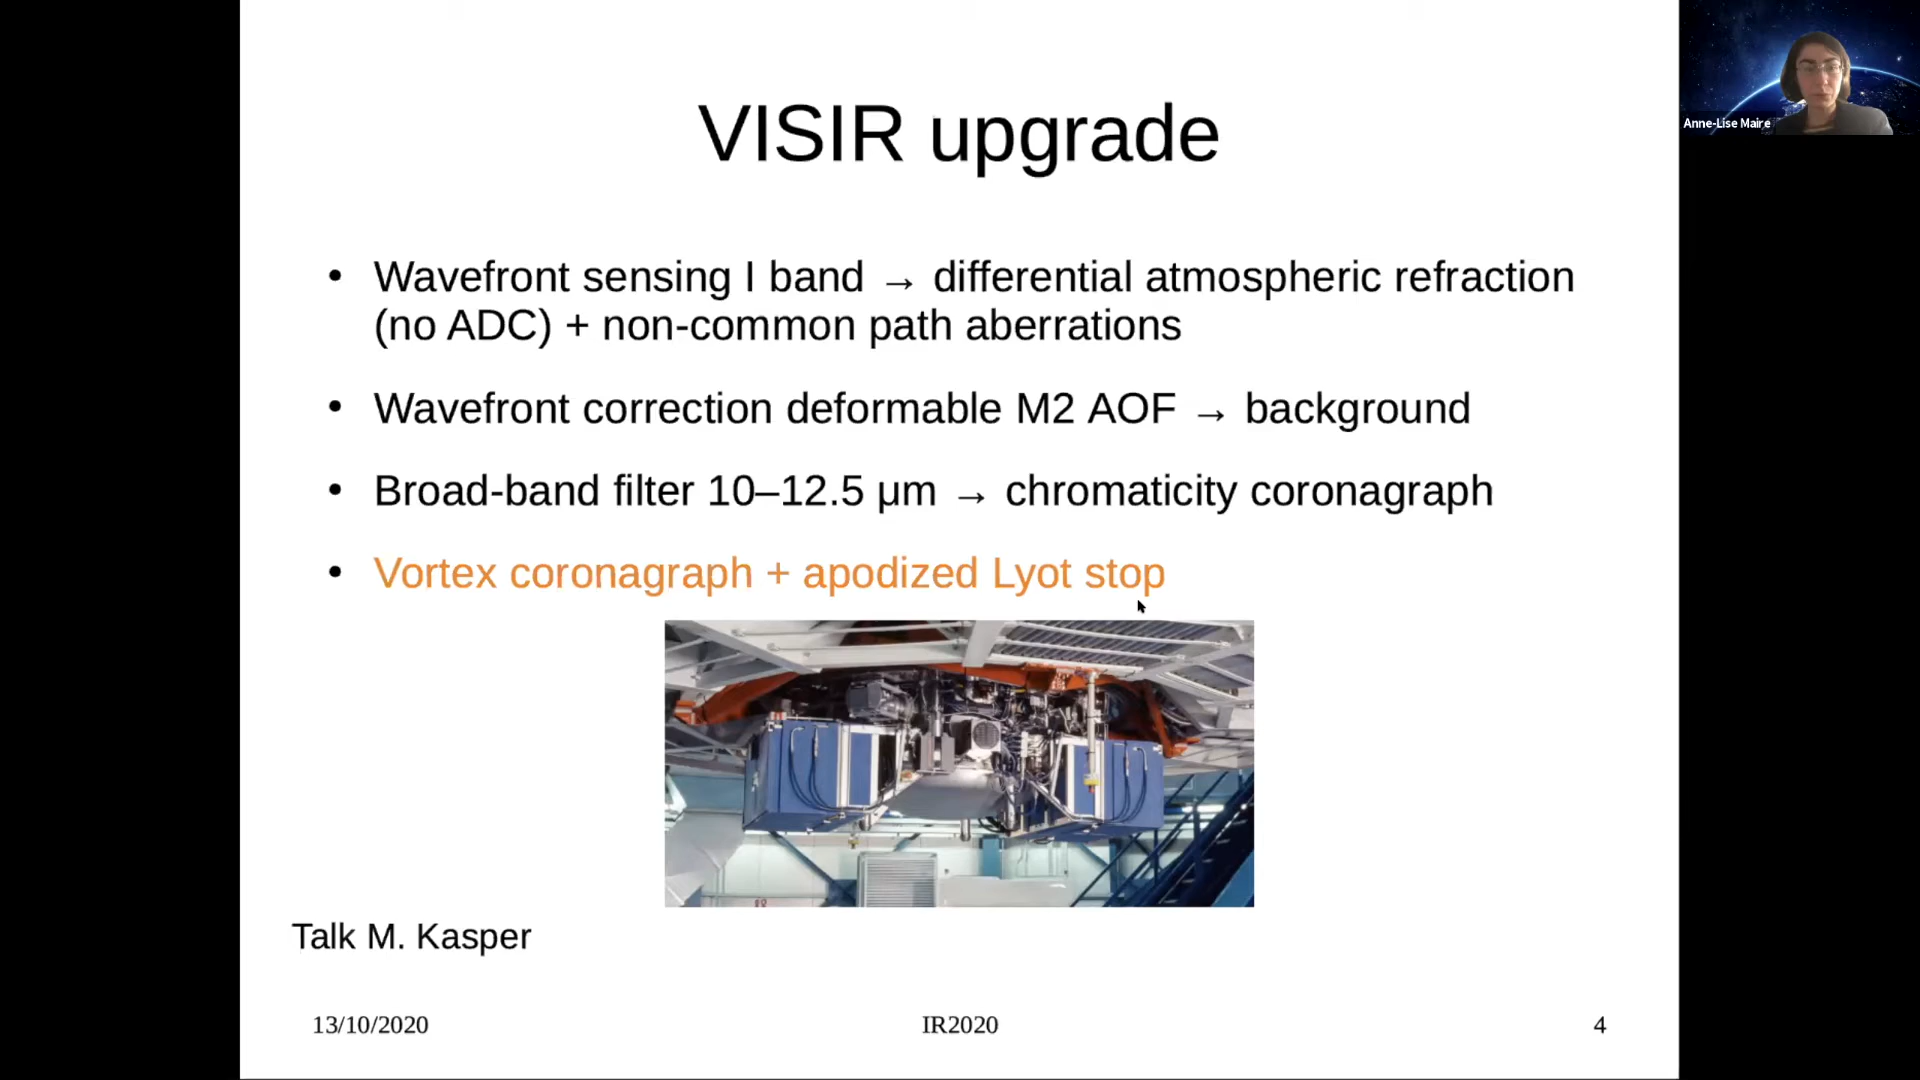 VISIR upgrade
Anne-Lise Maire
• Wavefront sensing I band → differential atmospheric refraction
(no ADC) + non-common path aberrations
• Wavefront correction deformable M2 AOF → background
• Broad-band filter 10–12.5 μm → chromaticity coronagraph
• Vortex coronagraph + apodized Lyot stop
Talk M. Kasper
13/10/2020
IR2020
4